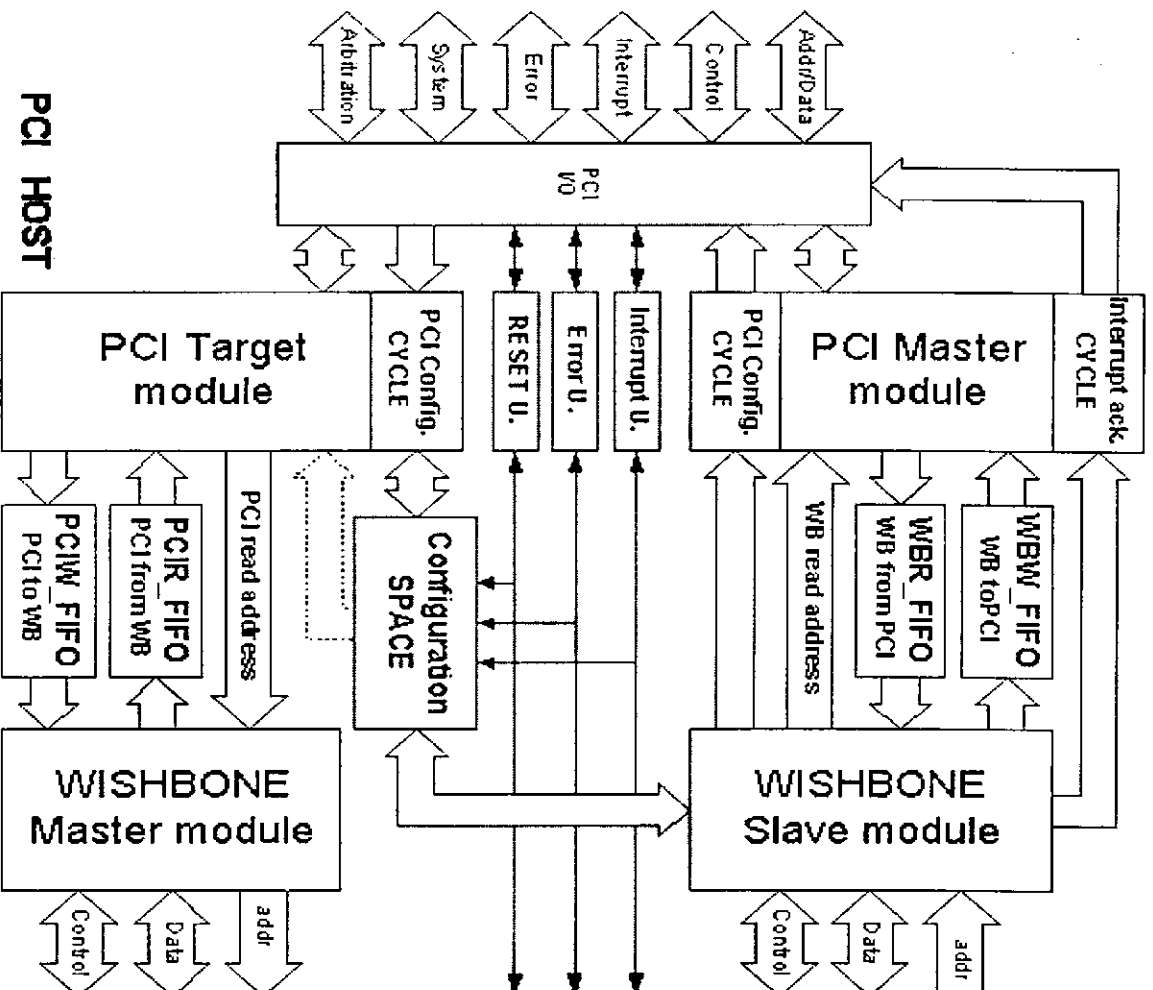 Arbitration
System
Error
Interrupt
Control
Addr/Data
PCI
I/O
PCI HOST
PCI Target
module
PCI Config.
CYCLE
RESET U.
Error U.
Interrupt U.
PCI Config.
CYCLE
PCI Master
module
Interrupt ack.
CYCLE
PCIW_FIFO
PCI to WB
PCIR_FIFO
PCI from WB
PCI read address
Configuration
SPACE
WB read address
WBR_FIFO
WB from PCI
WBW_FIFO
WB toPCI
WISHBONE
Master module
WISHBONE
Slave module
Control
Data
addr
Control
Data
addr